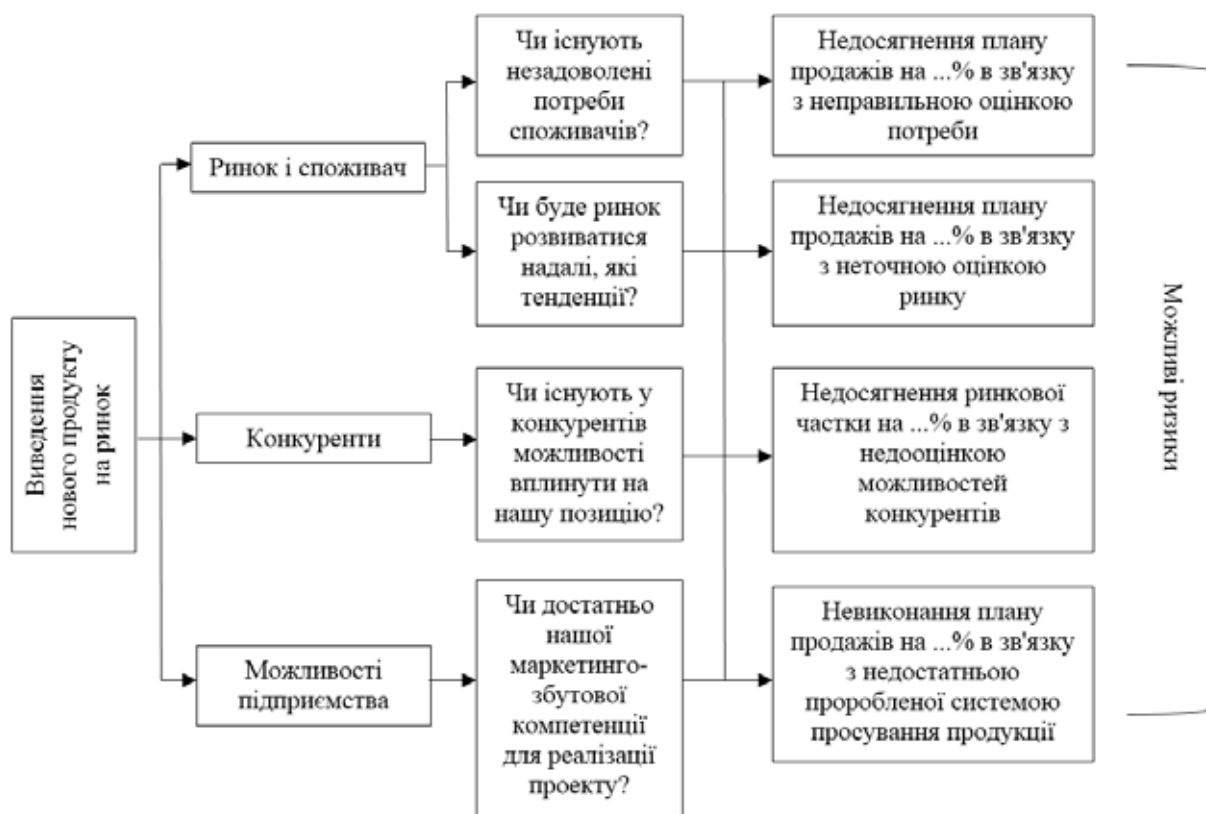 Виведення
нового продукту
на ринок
Ринок і споживач
Конкуренти
Можливості
підприємства
Чи існують
незадоволені
потреби
споживачів?
Чи буде ринок
розвиватися
надалі, які
тенденції?
Чи існують у
конкурентів
можливості
вплинути на
нашу позицію?
Чи достатньо
нашої
маркетинго-
збутової
компетенції
для реалізації
проекту?
Недосягнення плану
продажів на ...% в зв'язку
з неправильною оцінкою
потреби
Недосягнення плану
продажів на ...% в зв'язку
з неточною оцінкою
ринку
Недосягнення ринкової
частки на ...% в зв'язку з
недооцінкою
можливостей
конкурентів
Невиконання плану
продажів на ...% в зв'язку
з недостатньою
проробленої системою
просування продукції
Можливі ризики